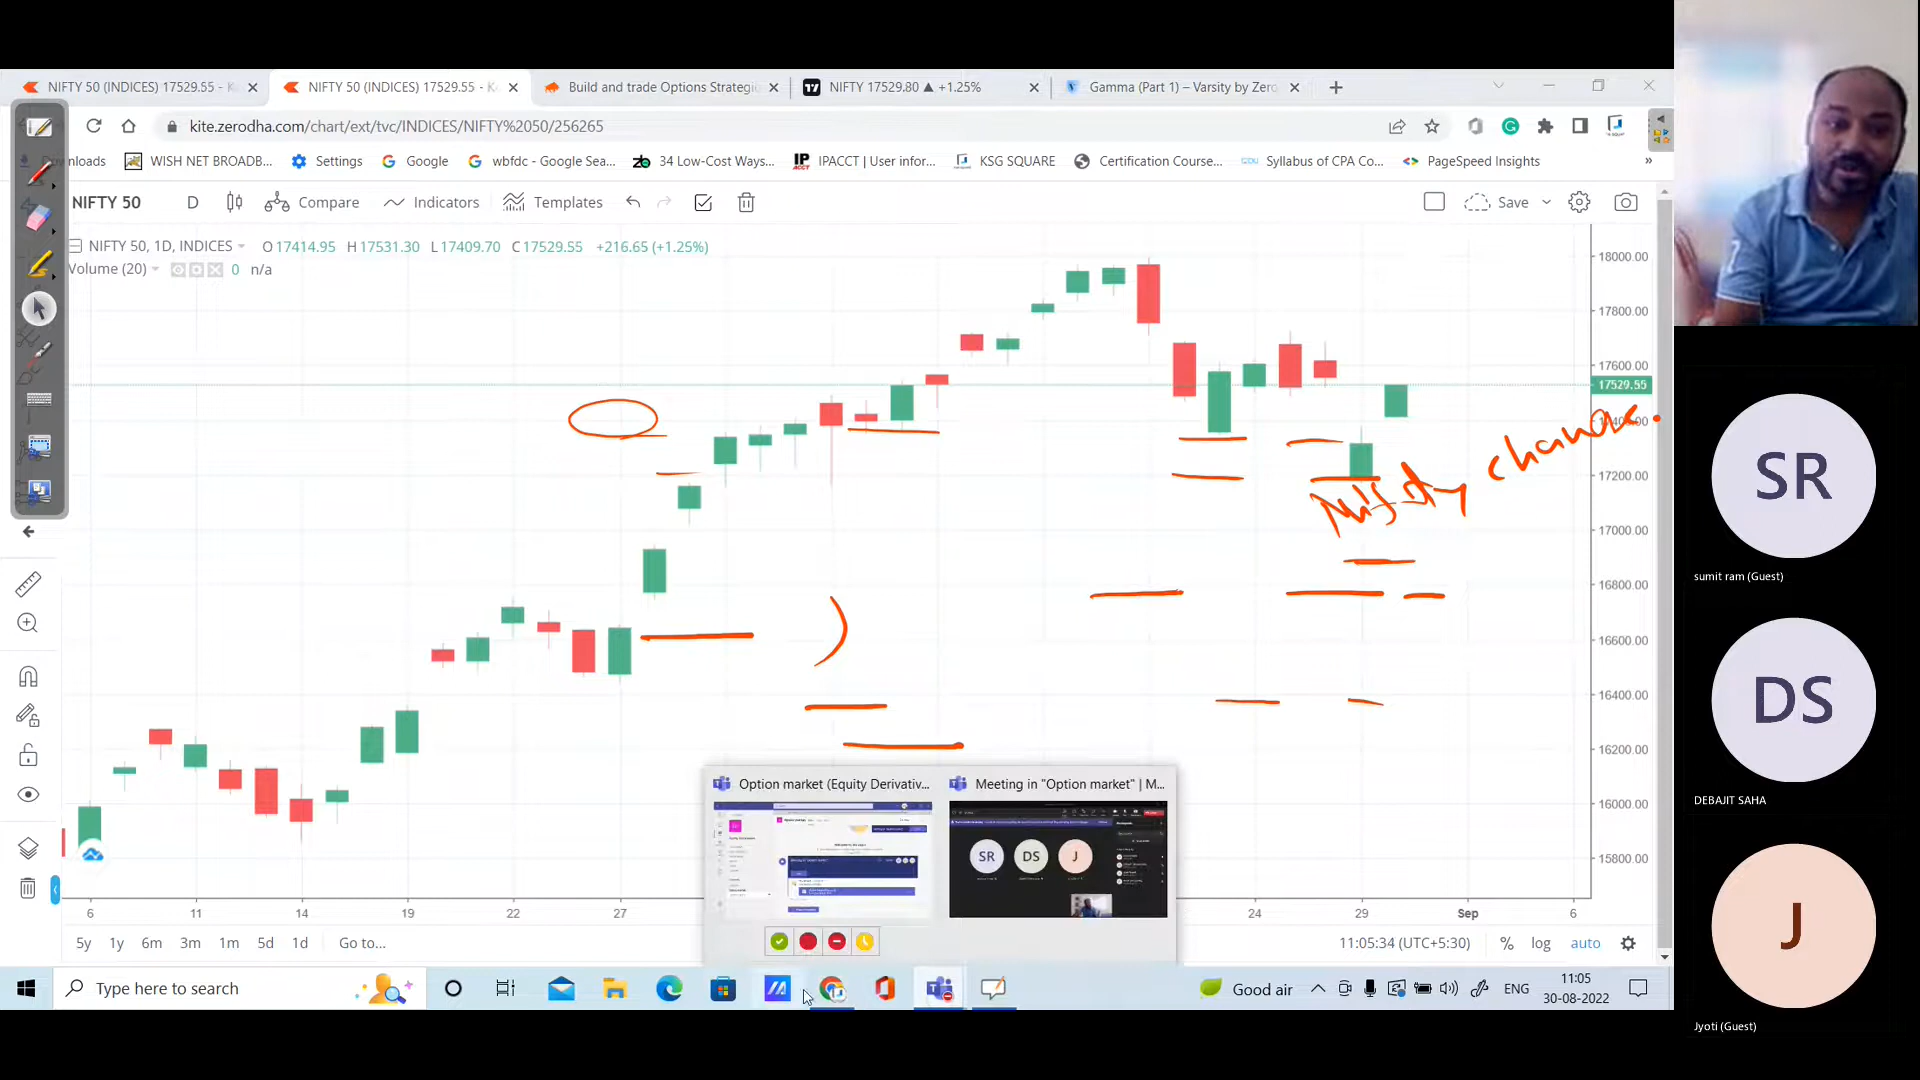 NIFTY 50 (INDICES) 17529.55 - K
NIFTY 50 (INDICES) 17529.55 - K
Build and trade Options Strategi
NIFTY 17529.80 ▲ +1.25%
Gamma (Part 1) – Varsity by Zero
kite.zerodha.com/chart/ext/tvc/INDICES/NIFTY%2050/256265
ownloads
WISH NET BROADB...
Settings
Google
wbfdc - Google Sea...
34 Low-Cost Ways...
IPACCT | User infor...
KSG SQUARE
Certification Course...
Syllabus of CPA Co...
PageSpeed Insights
»
NIFTY 50
D
Compare
Indicators
Templates
Save
NIFTY 50, 1D, INDICES
O17414.95 H17531.30 L17409.70 C17529.55 +216.65 (+1.25%)
Volume (20)
0 n/a
18000.00
17800.00
17600.00
17529.55
17400.00
17200.00
17000.00
16800.00
16600.00
16400.00
16200.00
16000.00
15800.00
Nifty change.
Option market (Equity Derivativ...
Meeting in "Option market" | M...
SR
DS
J
6
11
14
19
22
27
24
29
Sep
6
5y 1y 6m 3m 1m 5d 1d Go to...
11:05:34 (UTC+5:30)
% log auto
Type here to search
Good air
ENG
11:05
30-08-2022
SR
sumit ram (Guest)
DS
DEBAJIT SAHA
J
Jyoti (Guest)